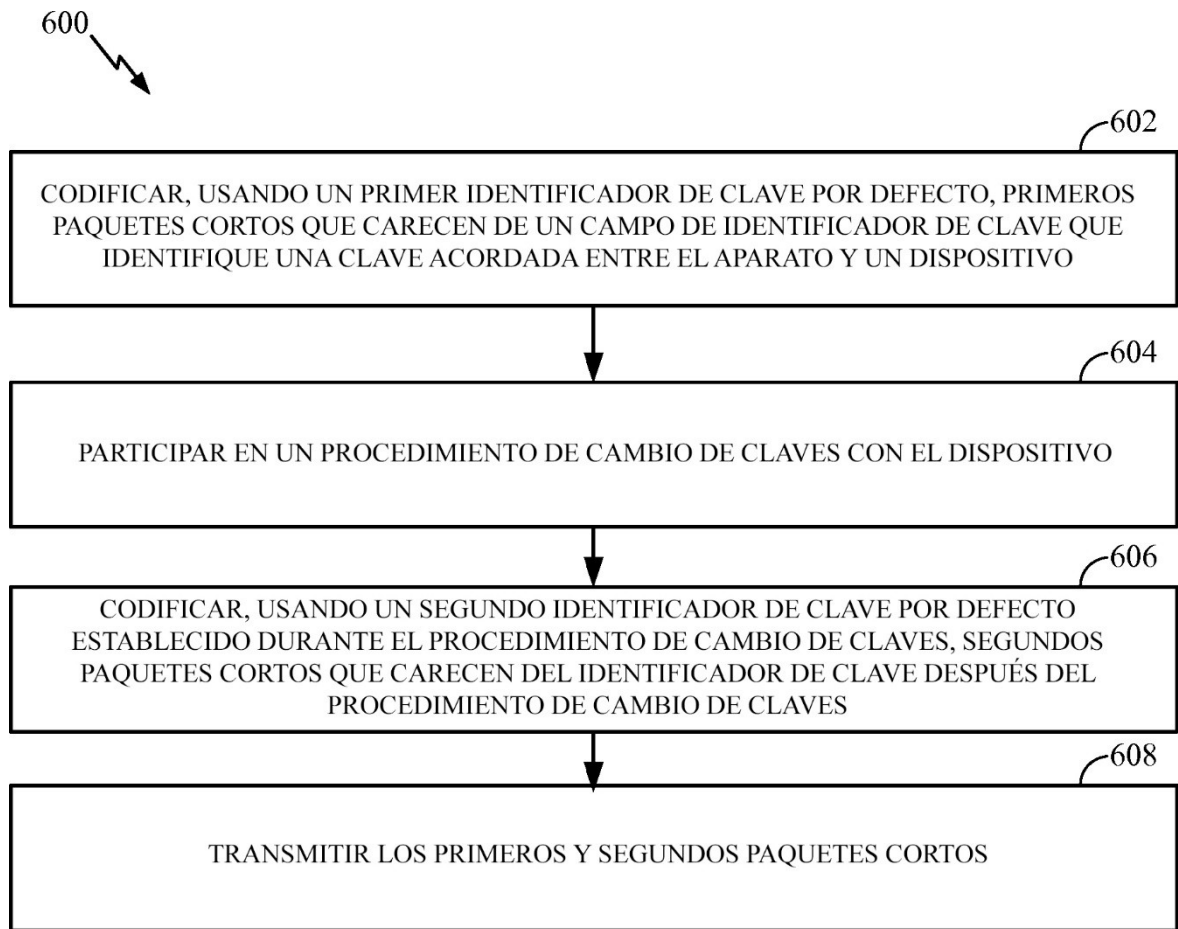 600
602
CODIFICAR, USANDO UN PRIMER IDENTIFICADOR DE CLAVE POR DEFECTO, PRIMEROS
PAQUETES CORTOS QUE CARECEN DE UN CAMPO DE IDENTIFICADOR DE CLAVE QUE
IDENTIFIQUE UNA CLAVE ACORDADA ENTRE EL APARATO Y UN DISPOSITIVO
604
PARTICIPAR EN UN PROCEDIMIENTO DE CAMBIO DE CLAVES CON EL DISPOSITIVO
606
CODIFICAR, USANDO UN SEGUNDO IDENTIFICADOR DE CLAVE POR DEFECTO
ESTABLECIDO DURANTE EL PROCEDIMIENTO DE CAMBIO DE CLAVES, SEGUNDOS
PAQUETES CORTOS QUE CARECEN DEL IDENTIFICADOR DE CLAVE DESPUÉS DEL
PROCEDIMIENTO DE CAMBIO DE CLAVES
608
TRANSMITIR LOS PRIMEROS Y SEGUNDOS PAQUETES CORTOS